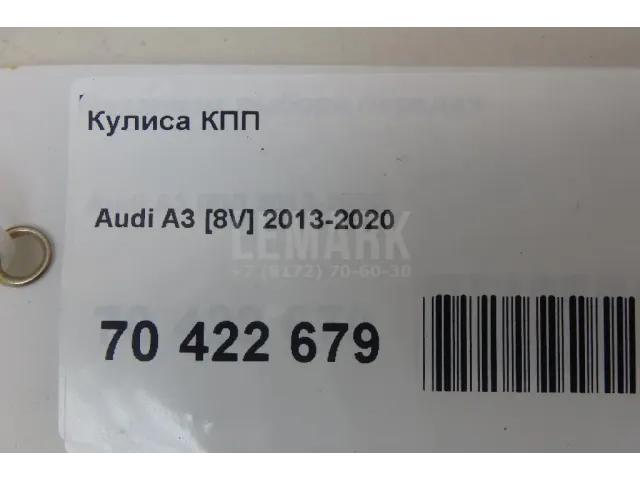 Кулиса КПП
Audi A3 [8V] 2013-2020
LEMARK
+7 (8172) 70-60-30
70 422 679